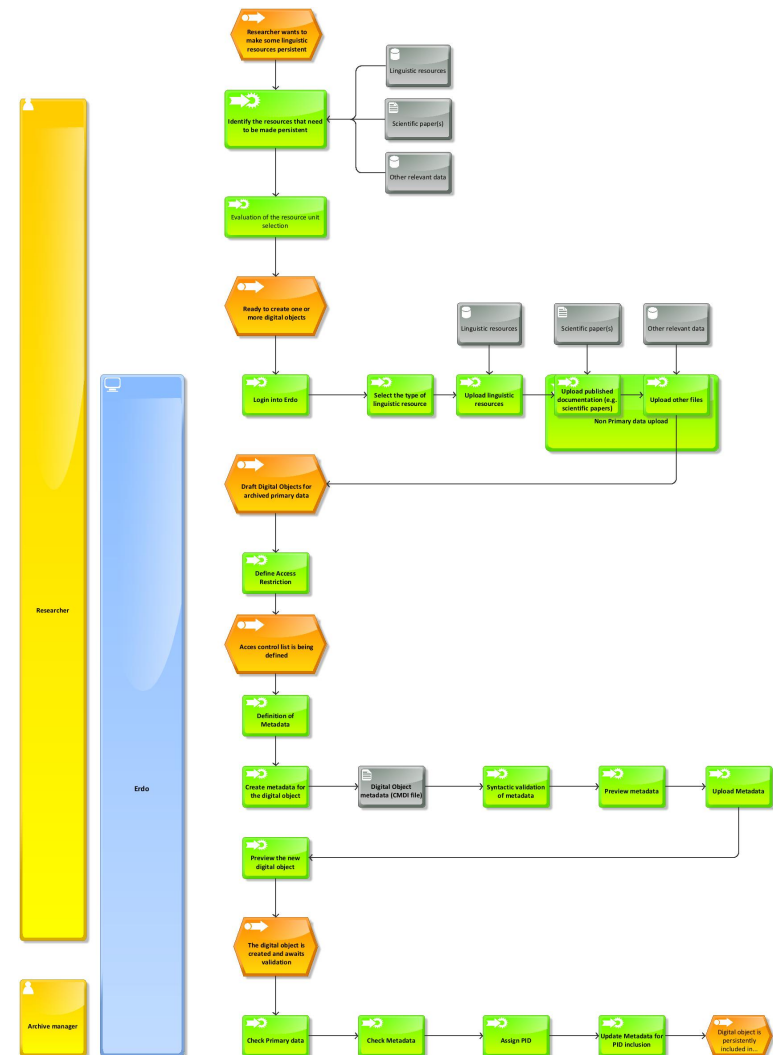 Researcher wants to
make some linguistic
resources persistent
Linguistic resources
Identify the resources that need
to be made persistent
Scientific paper(s)
Other relevant data
Evaluation of the resource unit
selection
Ready to create one or
more digital objects
Linguistic resources
Scientific paper(s)
Other relevant data
Login into Erdo
Select the type of
linguistic resource
Upload linguistic
resources
Upload published
documentation (e.g.
scientific papers)
Upload other files
Non Primary data upload
Draft Digital Objects for
archived primary data
Define Access
Restriction
Researcher
Acces control list is being
defined
Definition of
Metadata
Erdo
Create metadata for
the digital object
Digital Object
metadata (CMDI file)
Syntactic validation
of metadata
Preview metadata
Upload Metadata
Preview the new
digital object
The digital object is
created and awaits
validation
Archive manager
Check Primary data
Check Metadata
Assign PID
Update Metadata for
PID inclusion
Digital object is
persistently
included in...